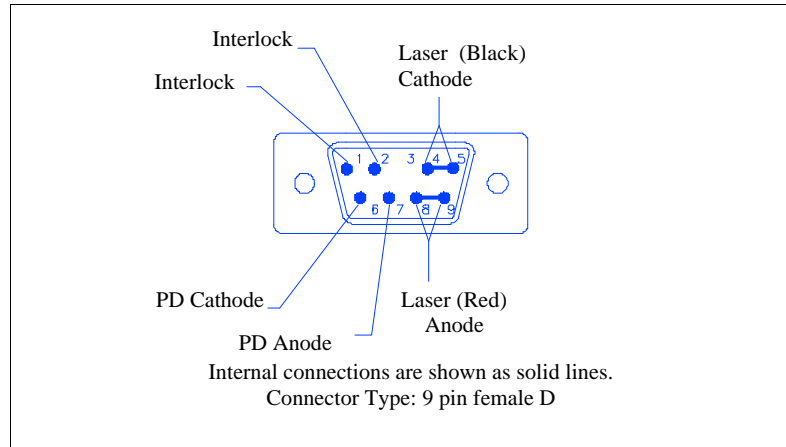 Interlock
Laser (Black)
Cathode
Interlock
1 2 3 4 5
6 7 8 9
PD Cathode
Laser (Red)
Anode
PD Anode
Internal connections are shown as solid lines.
Connector Type: 9 pin female D